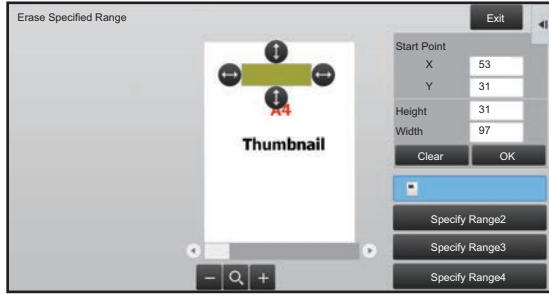 Erase Specified Range
Exit
A4
Thumbnail
Start Point
X 53
Y 31
Height 31
Width 97
Clear OK
Specify Range2
Specify Range3
Specify Range4